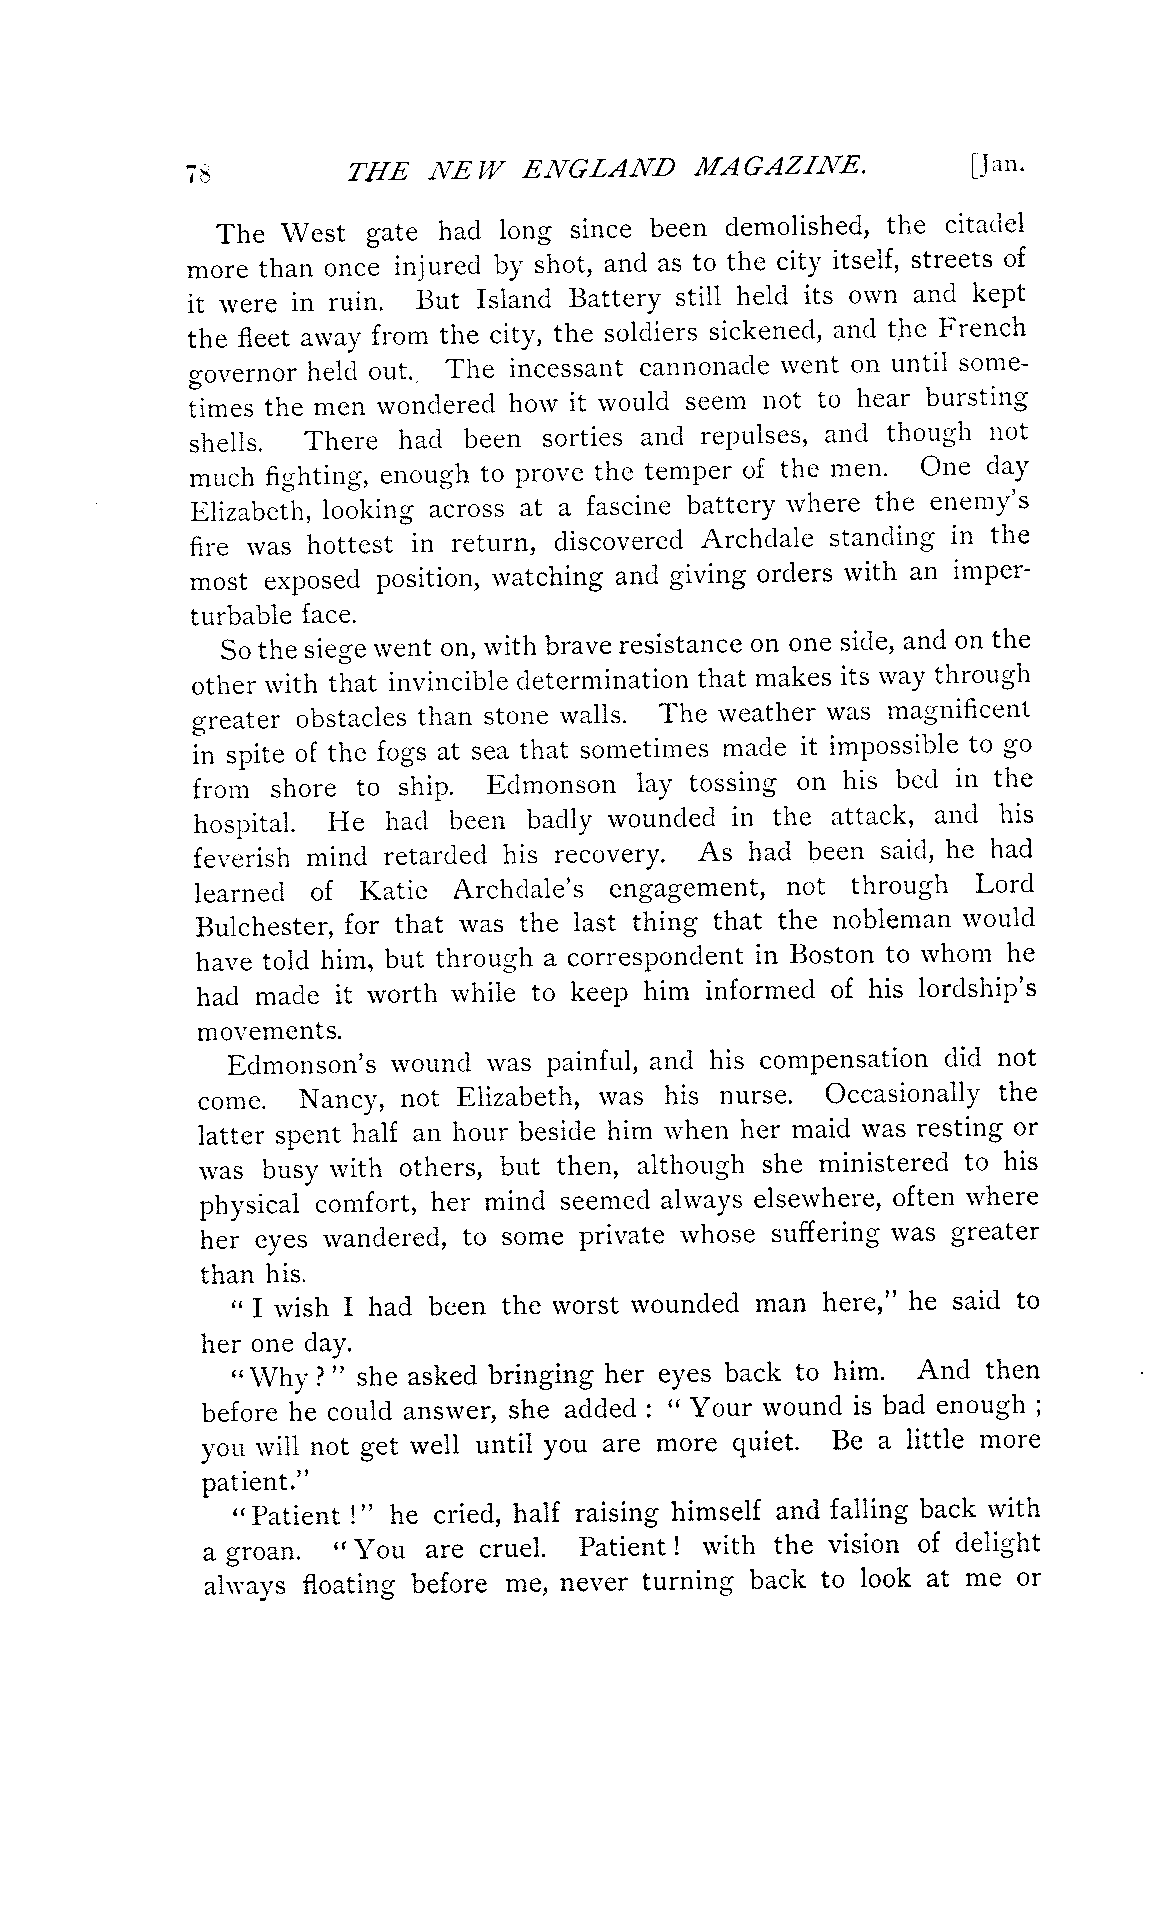 78 THE NEW ENGLAND MAGAZINE. [Jan.
The West gate had long since been demolished, the citadel
more than once injured by shot, and as to the city itself, streets of
it were in ruin. But Island Battery still held its own and kept
the fleet away from the city, the soldiers sickened, and the French
governor held out. The incessant cannonade went on until some-
times the men wondered how it would seem not to hear bursting
shells. There had been sorties and repulses, and though not
much fighting, enough to prove the temper of the men. One day
Elizabeth, looking across at a fascine battery where the enemy's
fire was hottest in return, discovered Archdale standing in the
most exposed position, watching and giving orders with an imper-
turbable face.
So the siege went on, with brave resistance on one side, and on the
other with that invincible determination that makes its way through
greater obstacles than stone walls. The weather was magnificent
in spite of the fogs at sea that sometimes made it impossible to go
from shore to ship. Edmonson lay tossing on his bed in the
hospital. He had been badly wounded in the attack, and his
feverish mind retarded his recovery. As had been said, he had
learned of Katie Archdale's engagement, not through Lord
Bulchester, for that was the last thing that the nobleman would
have told him, but through a correspondent in Boston to whom he
had made it worth while to keep him informed of his lordship's
movements.
Edmonson's wound was painful, and his compensation did not
come. Nancy, not Elizabeth, was his nurse. Occasionally the
latter spent half an hour beside him when her maid was resting or
was busy with others, but then, although she ministered to his
physical comfort, her mind seemed always elsewhere, often where
her eyes wandered, to some private whose suffering was greater
than his.
" I wish I had been the worst wounded man here," he said to
her one day.
"Why ? " she asked bringing her eyes back to him. And then
before he could answer, she added : " Your wound is bad enough ;
you will not get well until you are more quiet. Be a little more
patient."
"Patient !" he cried, half raising himself and falling back with
a groan. "You are cruel. Patient ! with the vision of delight
always floating before me, never turning back to look at me or